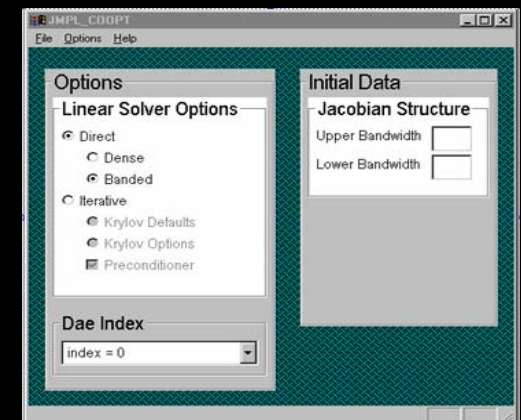 JMPL_COOPT
File Options Help
Options
Linear Solver Options
Direct
Dense
Banded
Iterative
Krylov Defaults
Krylov Options
Preconditioner
Dae Index
index = 0
Initial Data
Jacobian Structure
Upper Bandwidth
Lower Bandwidth